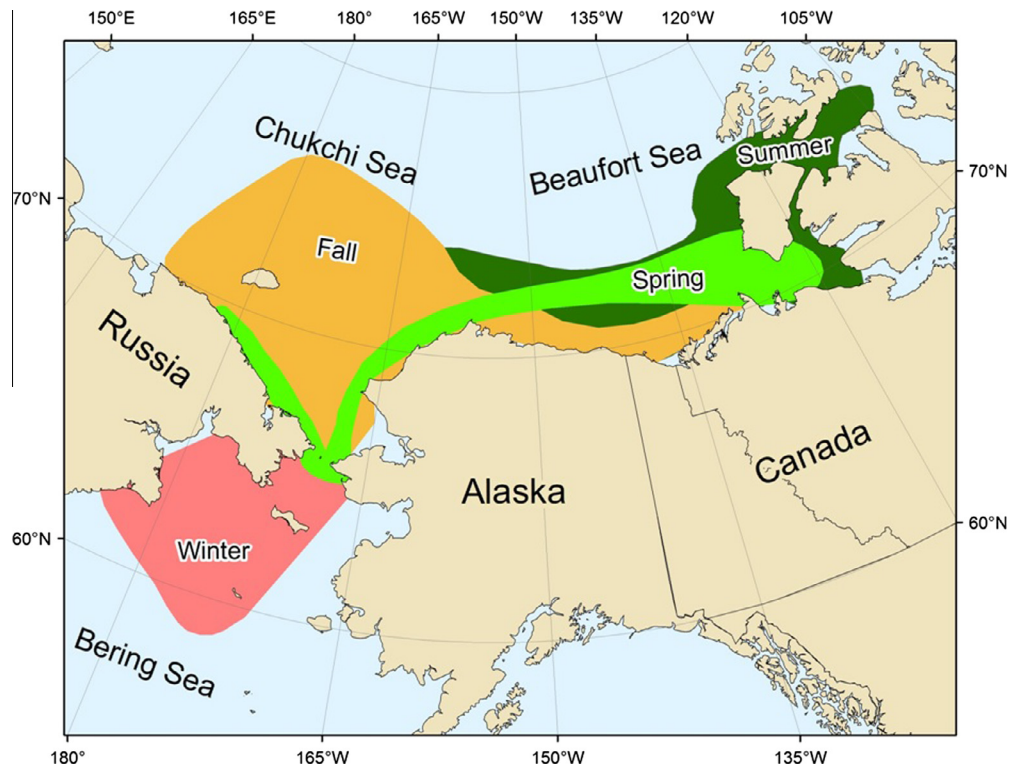 150°E 165°E 180° 165°W 150°W 135°W 120°W 105°W
Chukchi Sea
Beaufort Sea
Summer
70°N
70°N
Fall
Spring
Russia
Canada
Alaska
60°N
60°N
Winter
Bering Sea
180° 165°W 150°W 135°W